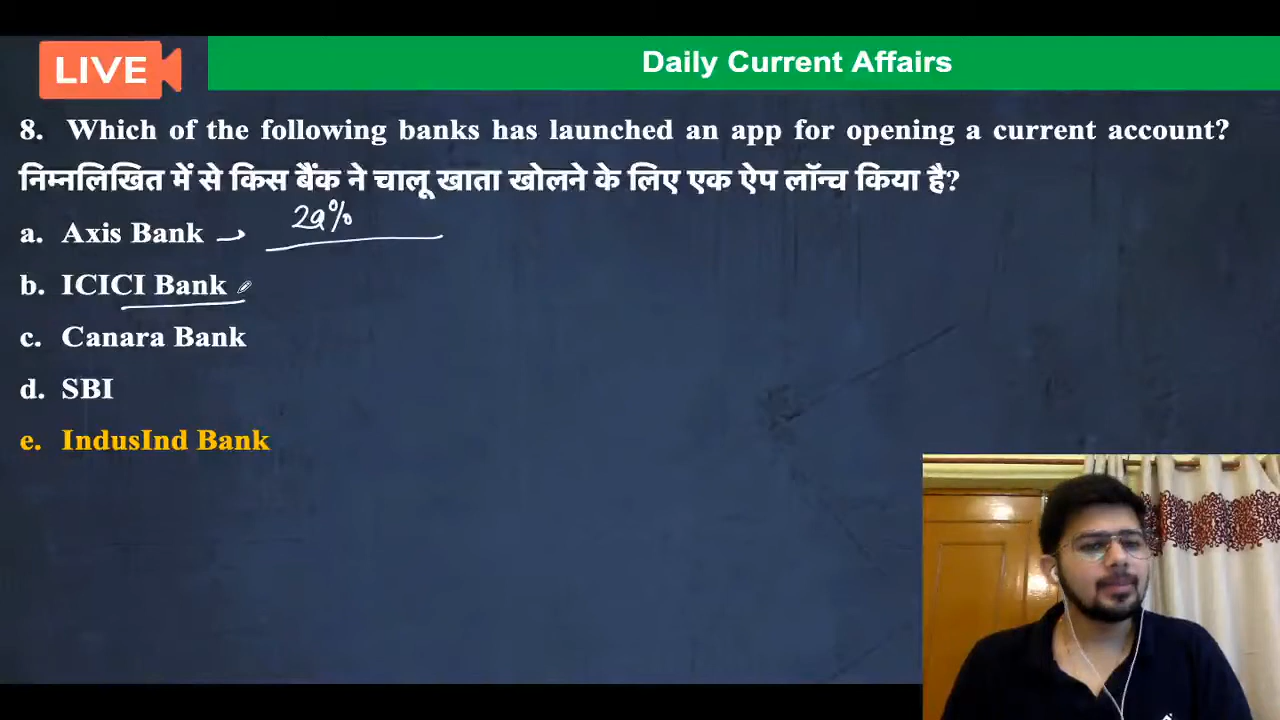 LIVE
Daily Current Affairs
8. Which of the following banks has launched an app for opening a current account?
निम्नलिखित में से किस बैंक ने चालू खाता खोलने के लिए एक ऐप लॉन्च किया है?
29%
a. Axis Bank
b. ICICI Bank
c. Canara Bank
d. SBI
e. IndusInd Bank